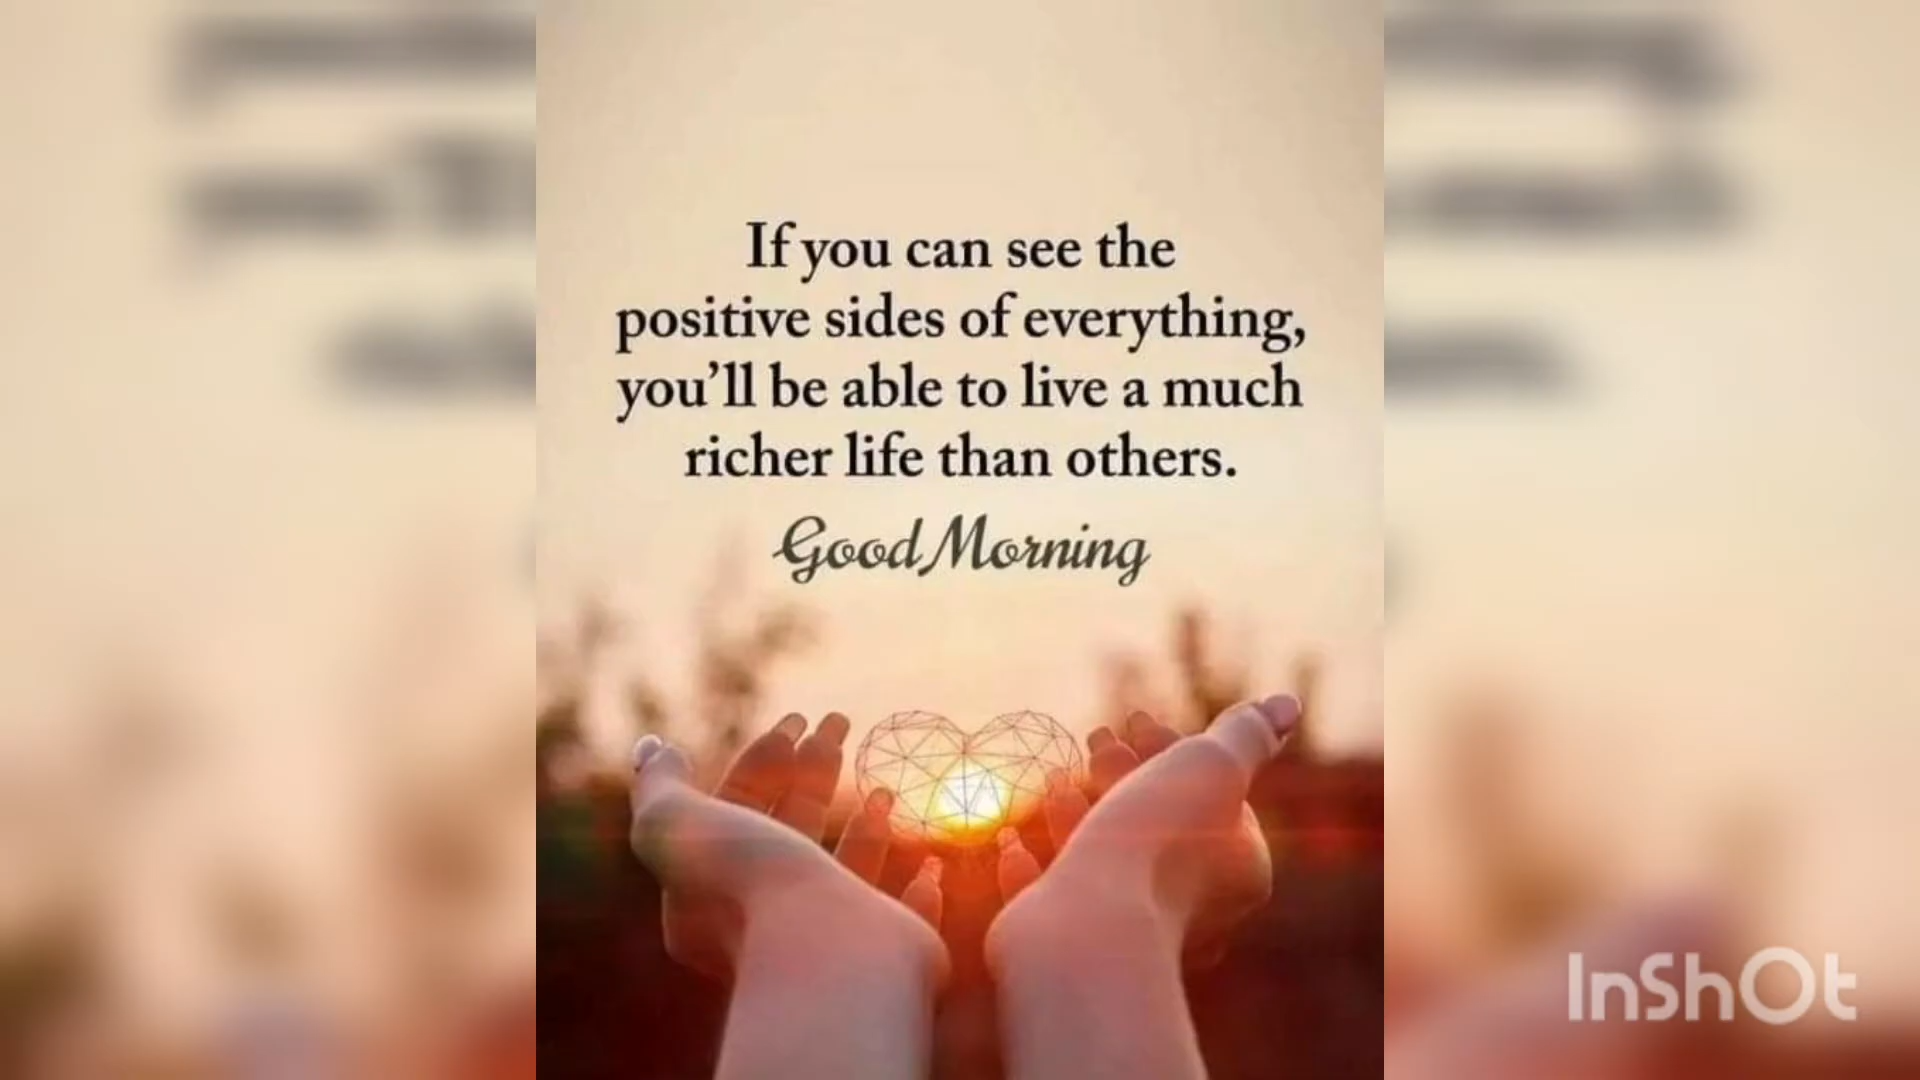 If you can see the
positive sides of everything,
you’ll be able to live a much
richer life than others.
Good Morning
InShOt